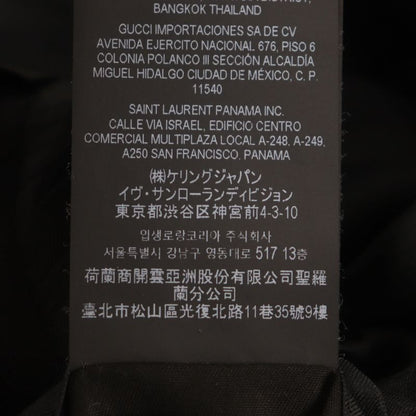 BANGKOK THAILAND
GUCCI IMPORTACIONES SA DE CV
AVENIDA EJERCITO NACIONAL 676, PISO 6
COLONIA POLANCO III SECCIÓN ALCALDÍA
MIGUEL HIDALGO CIUDAD DE MÉXICO, C. P.
11540
SAINT LAURENT PANAMA INC.
CALLE VIA ISRAEL, EDIFICIO CENTRO
COMERCIAL MULTIPLAZA LOCAL A-248, A-249,
A250 SAN FRANCISCO, PANAMA
㈱ケリングジャパン
イヴ・サンローランディビジョン
東京都渋谷区神宮前4-3-10
입생로랑코리아 주식회사
서울특별시 강남구 영동대로 517 13층
荷蘭商開雲亞洲股份有限公司聖羅
蘭分公司
臺北市松山區光復北路11巷35號9樓